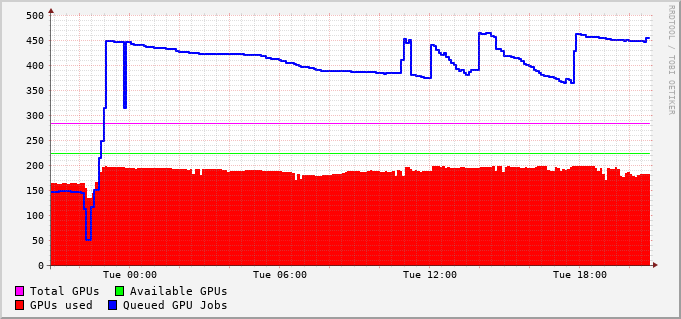 500
450
400
350
300
250
200
150
100
50
0
Tue 00:00 Tue 06:00 Tue 12:00 Tue 18:00
Total GPUs Available GPUs
GPUs used Queued GPU Jobs
RRDTOOL / TOBI OETIKER